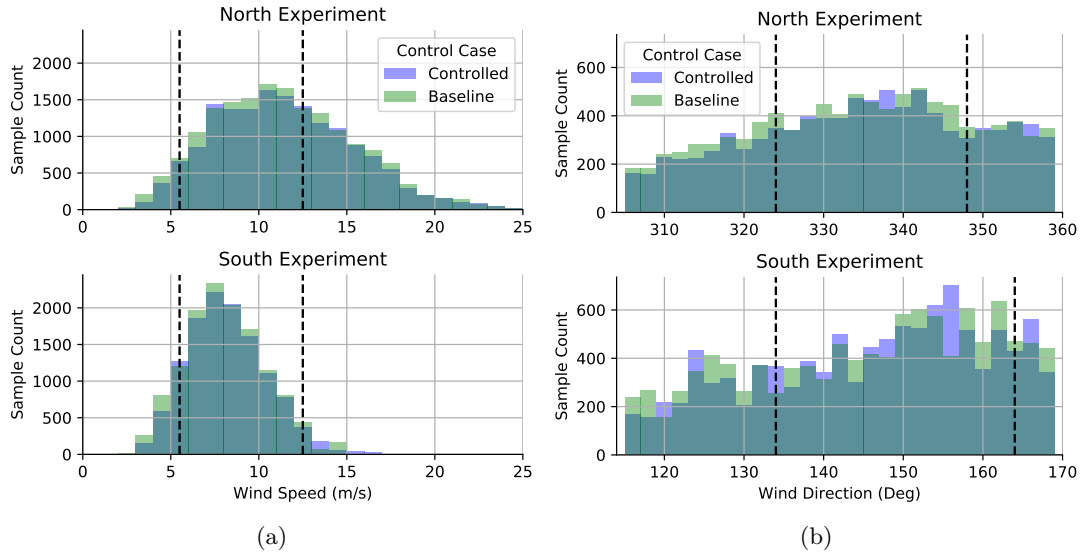 North Experiment
Sample Count
2000
1500
1000
500
0
Control Case
Controlled
Baseline
0 5 10 15 20 25
South Experiment
Sample Count
2000
1500
1000
500
0
0 5 10 15 20 25
Wind Speed (m/s)
(a)
North Experiment
Sample Count
600
400
200
0
Control Case
Controlled
Baseline
310 320 330 340 350 360
South Experiment
Sample Count
600
400
200
0
120 130 140 150 160 170
Wind Direction (Deg)
(b)